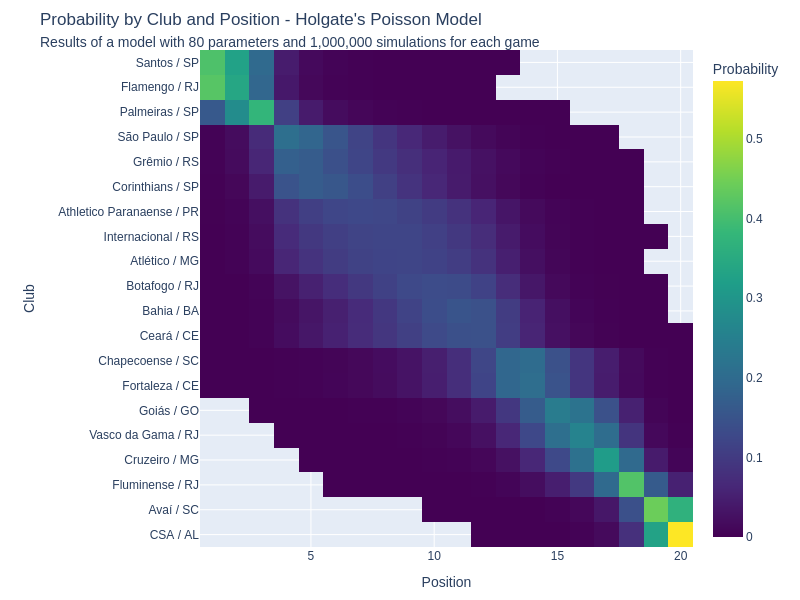 Probability by Club and Position - Holgate's Poisson Model
Results of a model with 80 parameters and 1,000,000 simulations for each game
Probability
Club
Santos / SP
Flamengo / RJ
Palmeiras / SP
São Paulo / SP
Grêmio / RS
Corinthians / SP
Athletico Paranaense / PR
Internacional / RS
Atlético / MG
Botafogo / RJ
Bahia / BA
Ceará / CE
Chapecoense / SC
Fortaleza / CE
Goiás / GO
Vasco da Gama / RJ
Cruzeiro / MG
Fluminense / RJ
Avaí / SC
CSA / AL
5
10
15
20
Position
0.5
0.4
0.3
0.2
0.1
0